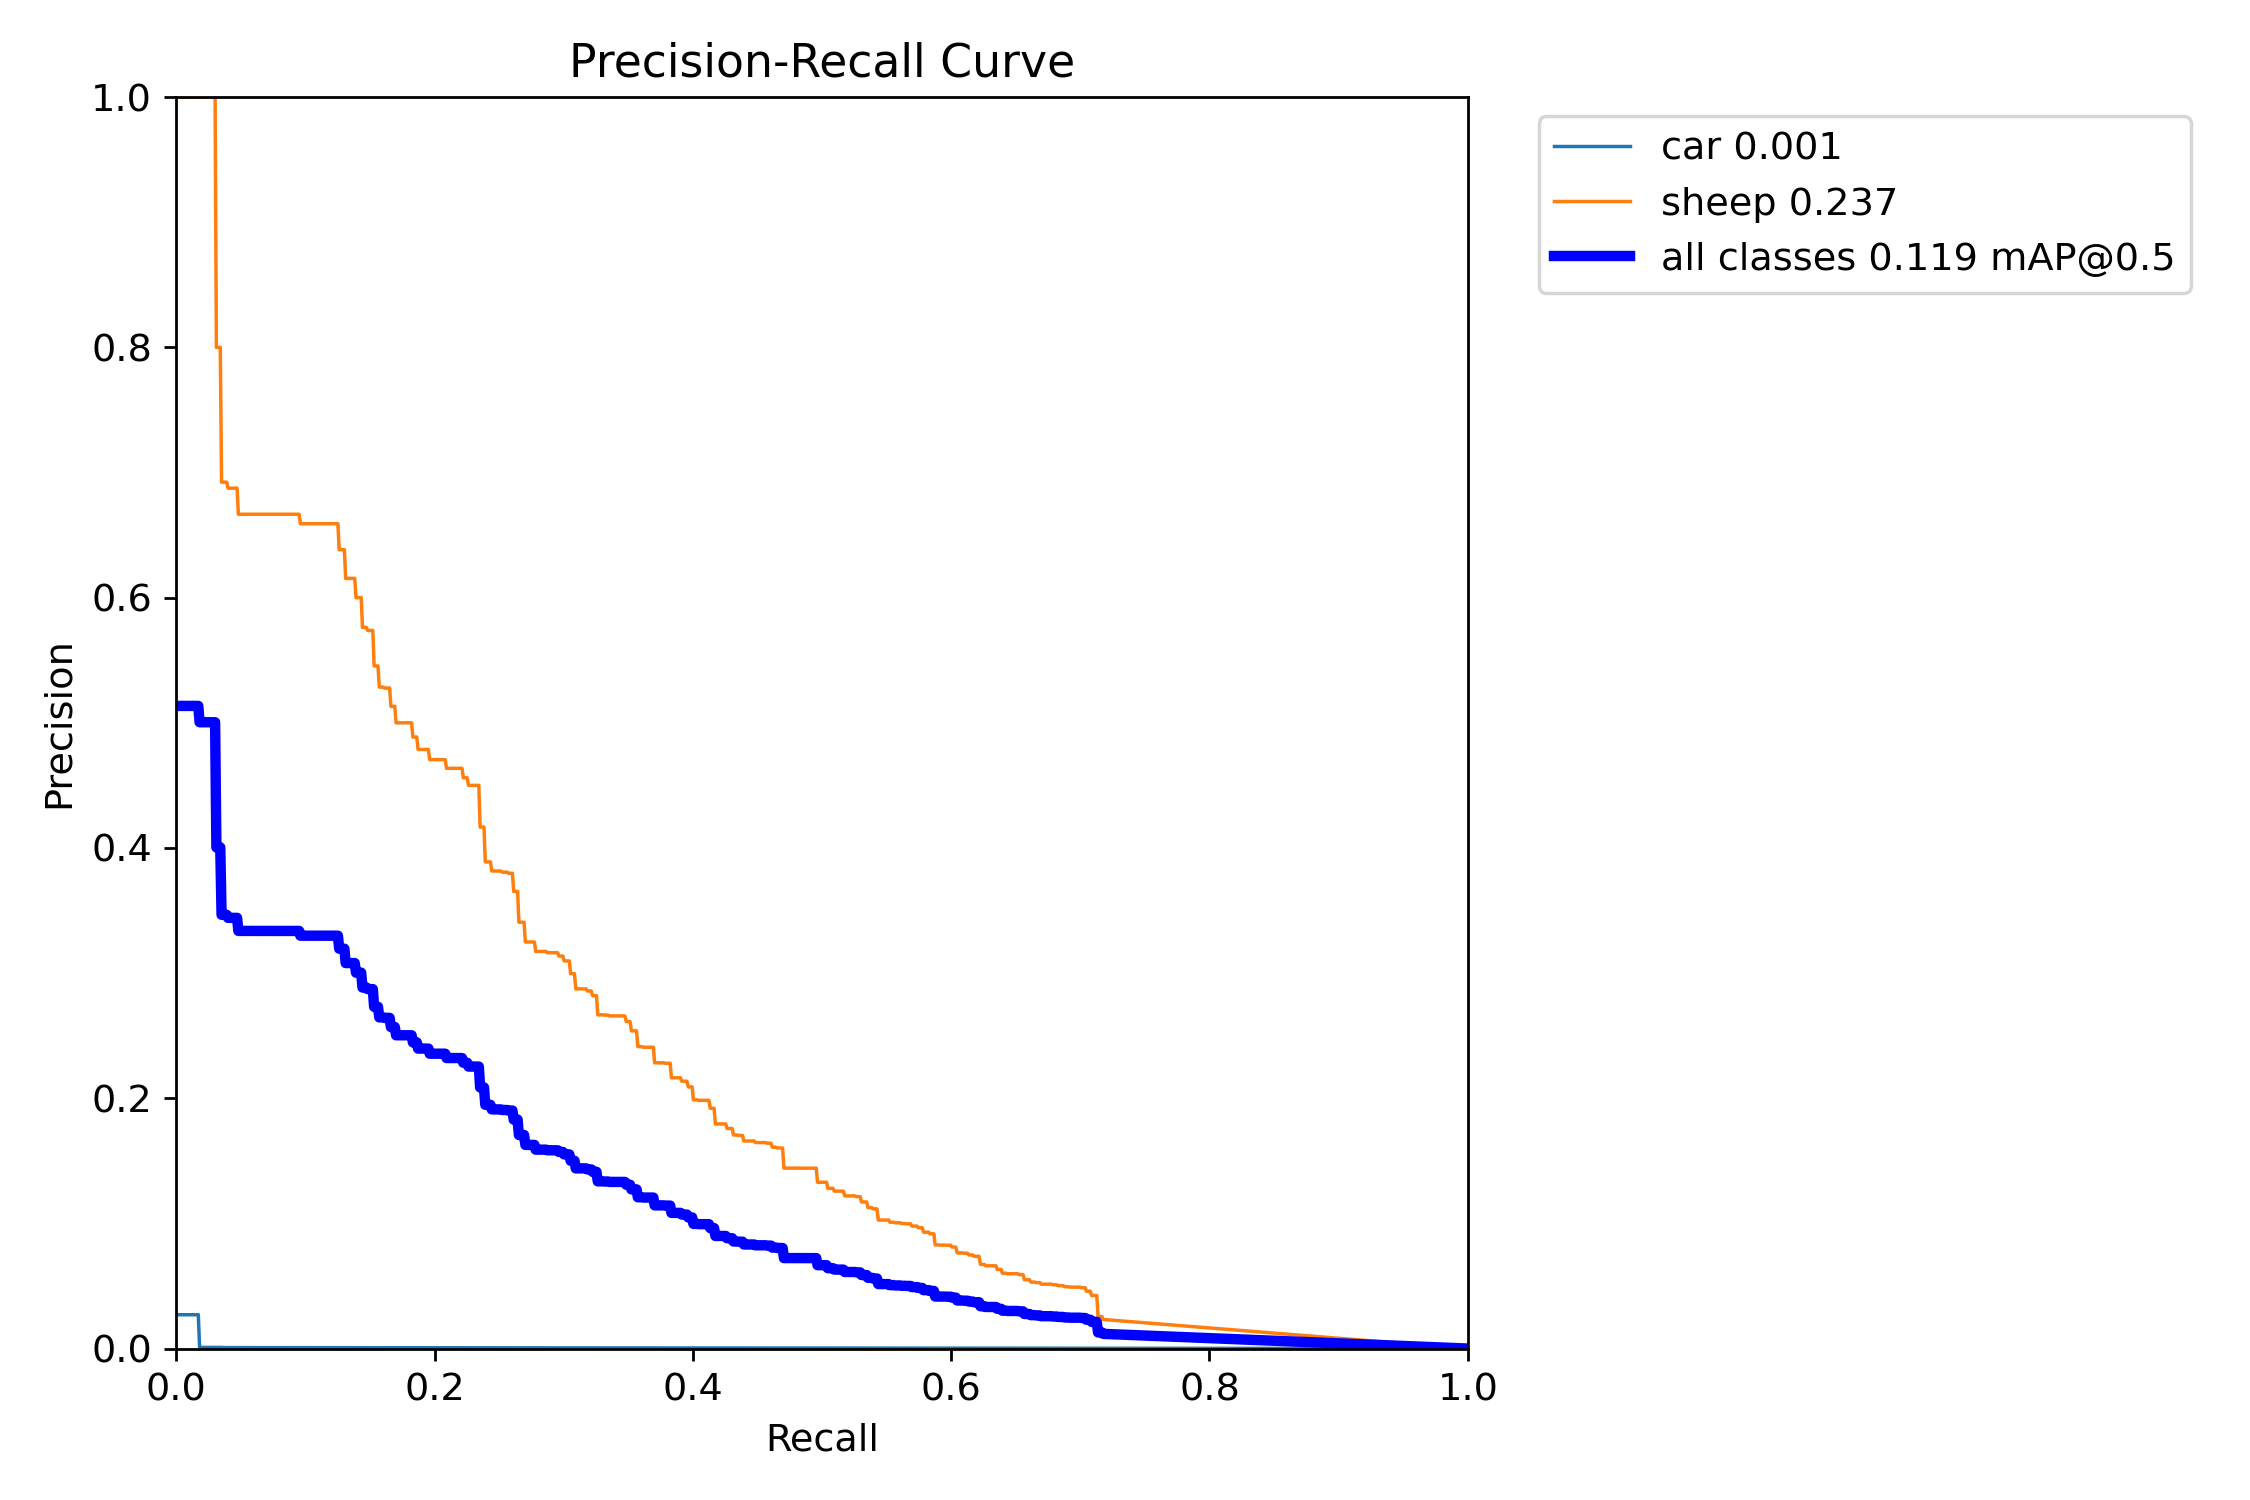 Precision-Recall Curve
1.0
0.8
0.6
0.4
0.2
0.0
Precision
0.0 0.2 0.4 0.6 0.8 1.0
Recall
car 0.001
sheep 0.237
all classes 0.119 mAP@0.5